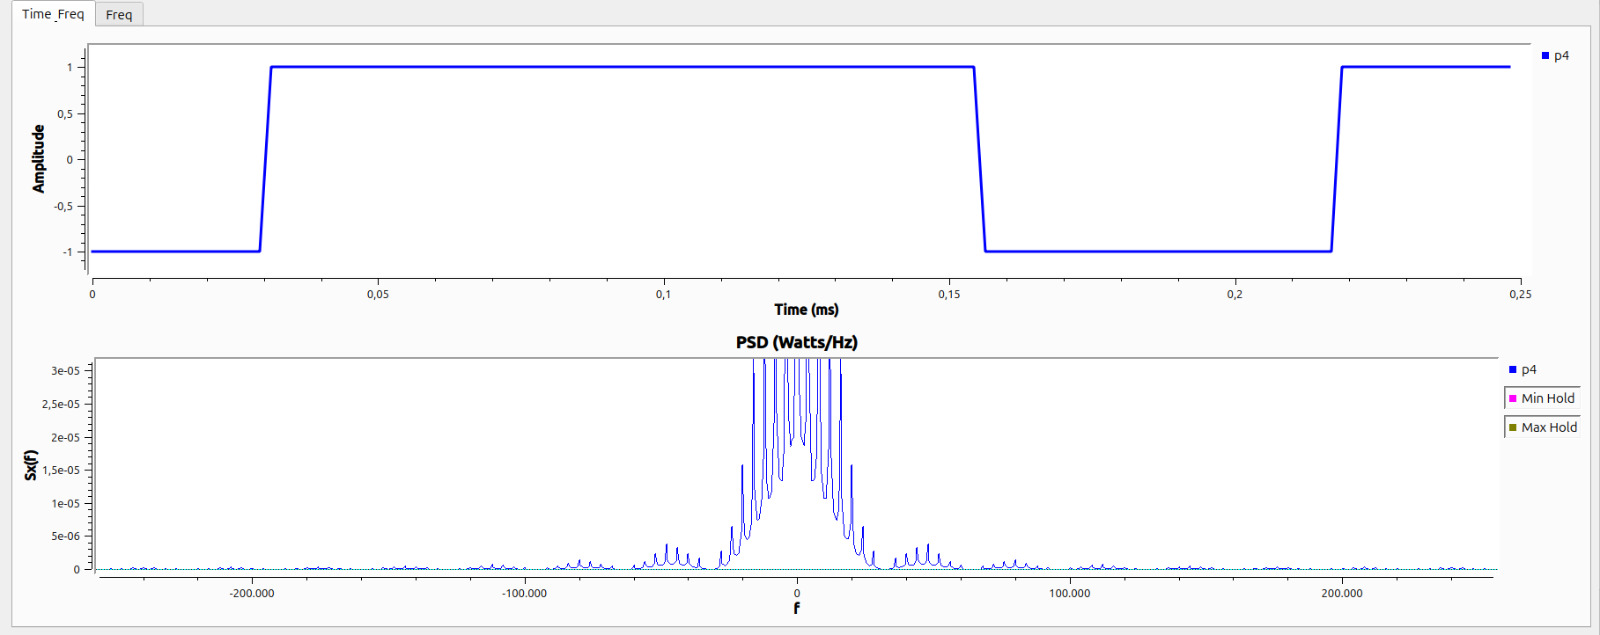 Time_Freq Freq
p4
1
0,5
0
-0,5
-1
Amplitude
0 0,05 0,1 0,15 0,2 0,25
Time (ms)
PSD (Watts/Hz)
p4
Min Hold
Max Hold
3e-05
2,5e-05
2e-05
1,5e-05
1e-05
5e-06
0
Sx(f)
-200.000 -100.000 0 100.000 200.000
f